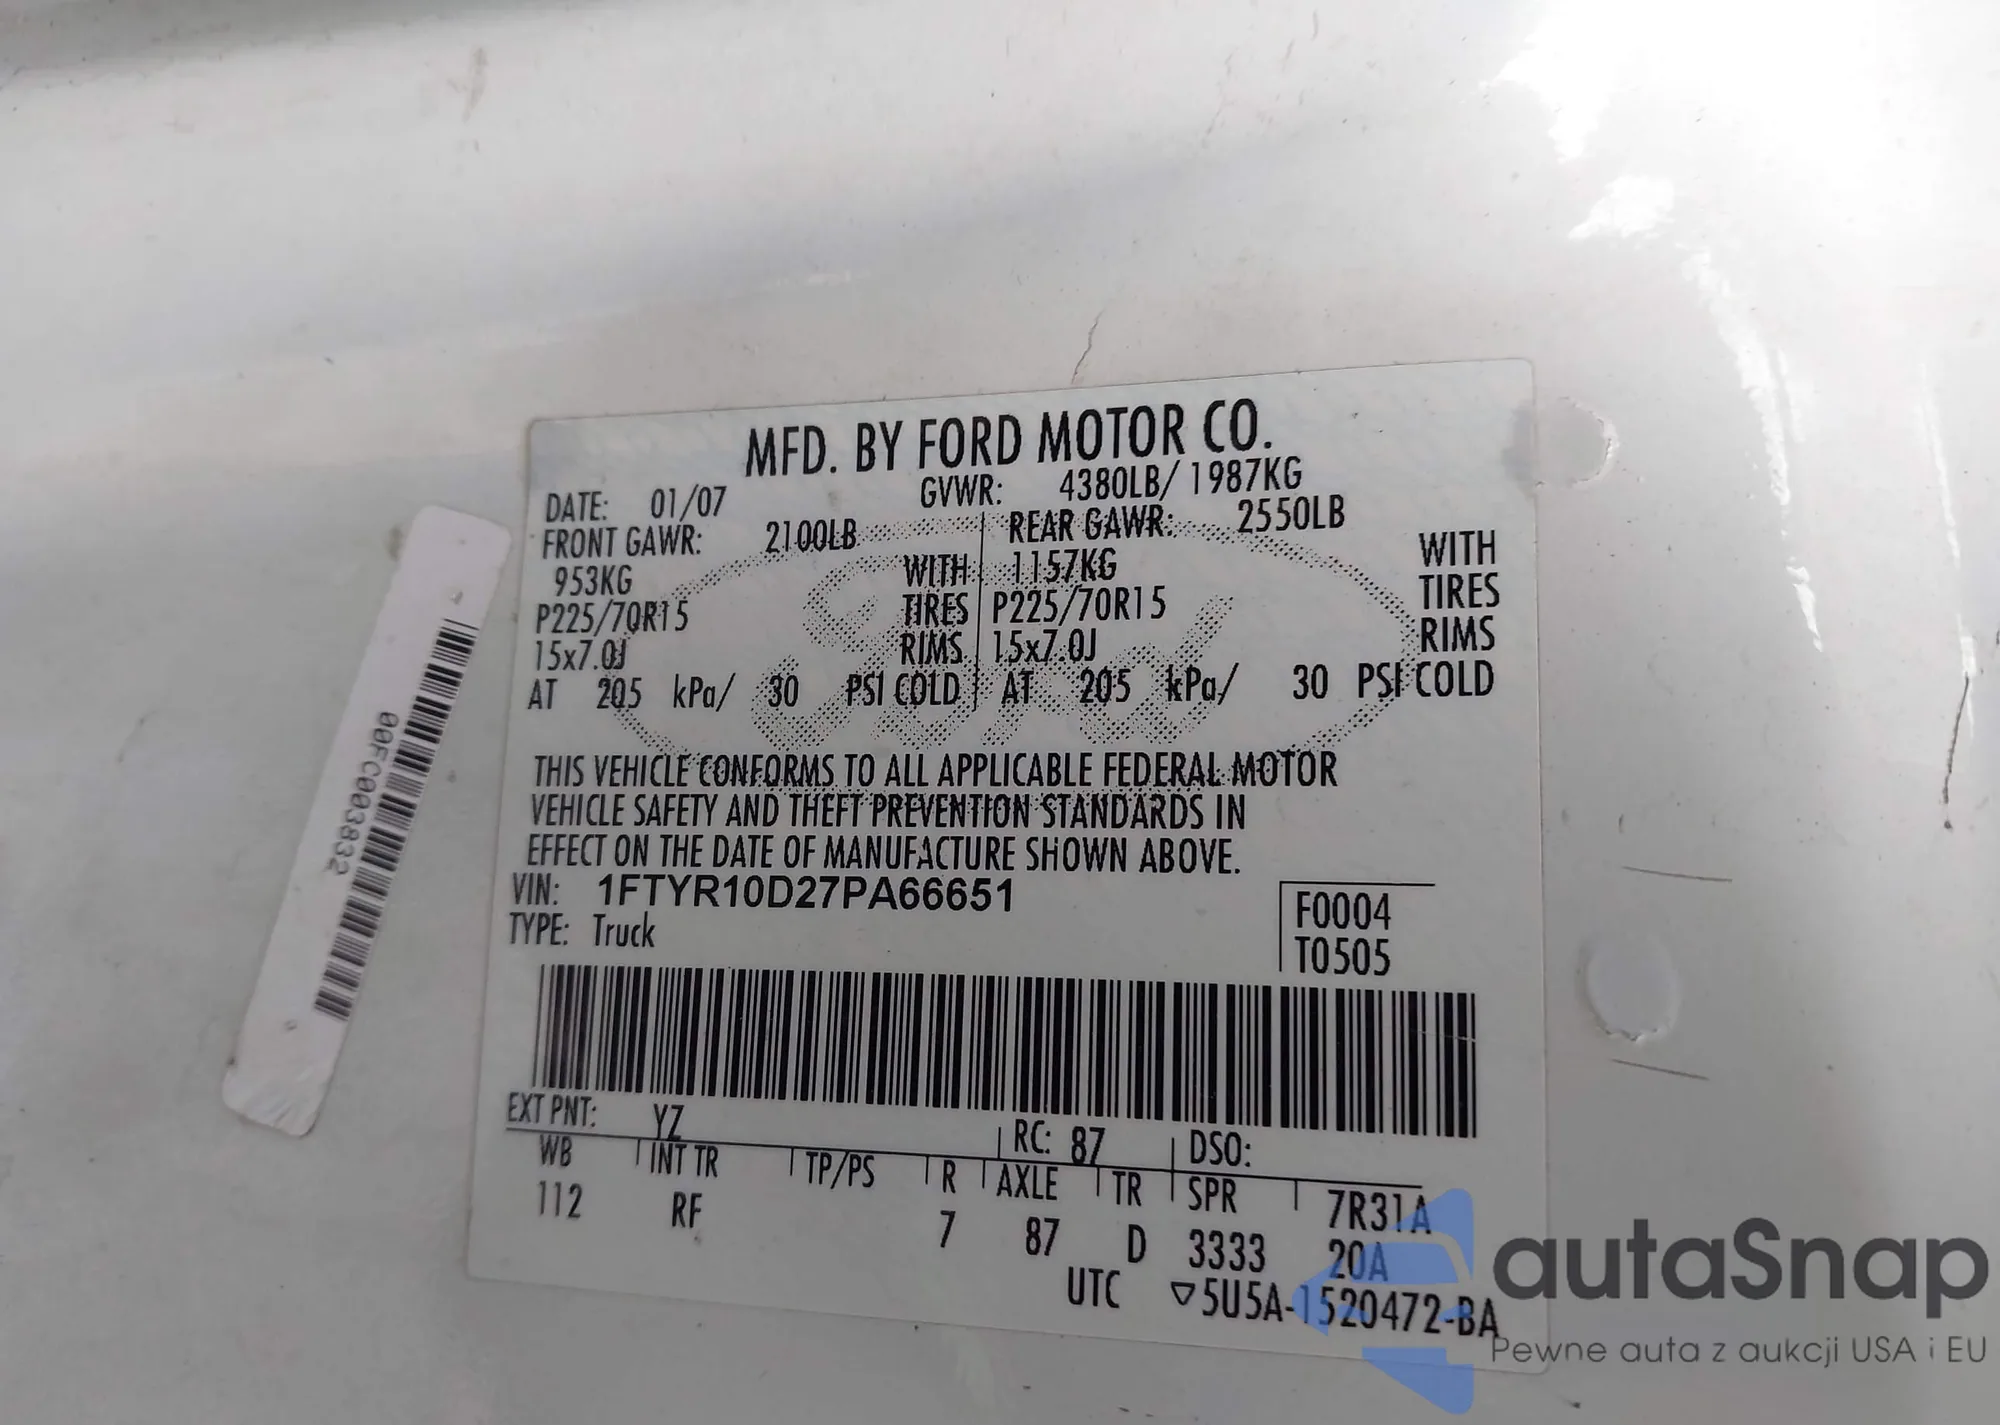 MFD. BY FORD MOTOR CO.
DATE: 01/07 GVWR: 4380LB/ 1987KG
FRONT GAWR: 2100LB REAR GAWR: 2550LB
953KG WITH 1157KG WITH
P225/70R15 TIRES P225/70R15 TIRES
15x7.0J RIMS 15x7.0J RIMS
AT 205 kPa/ 30 PSI COLD AT 205 kPa/ 30 PSI COLD
THIS VEHICLE CONFORMS TO ALL APPLICABLE FEDERAL MOTOR
VEHICLE SAFETY AND THEFT PREVENTION STANDARDS IN
EFFECT ON THE DATE OF MANUFACTURE SHOWN ABOVE.
VIN: 1FTYR10D27PA66651
TYPE: Truck
F0004
T0505
EXT PNT: YZ RC: 87 DSO:
WB INT TR TP/PS R AXLE TR SPR 7R31A
112 RF 7 87 D 3333 20A
UTC ▽5U5A-1520472-BA
00FC003832
Ford
autaSnap
Pewne auta z aukcji USA i EU